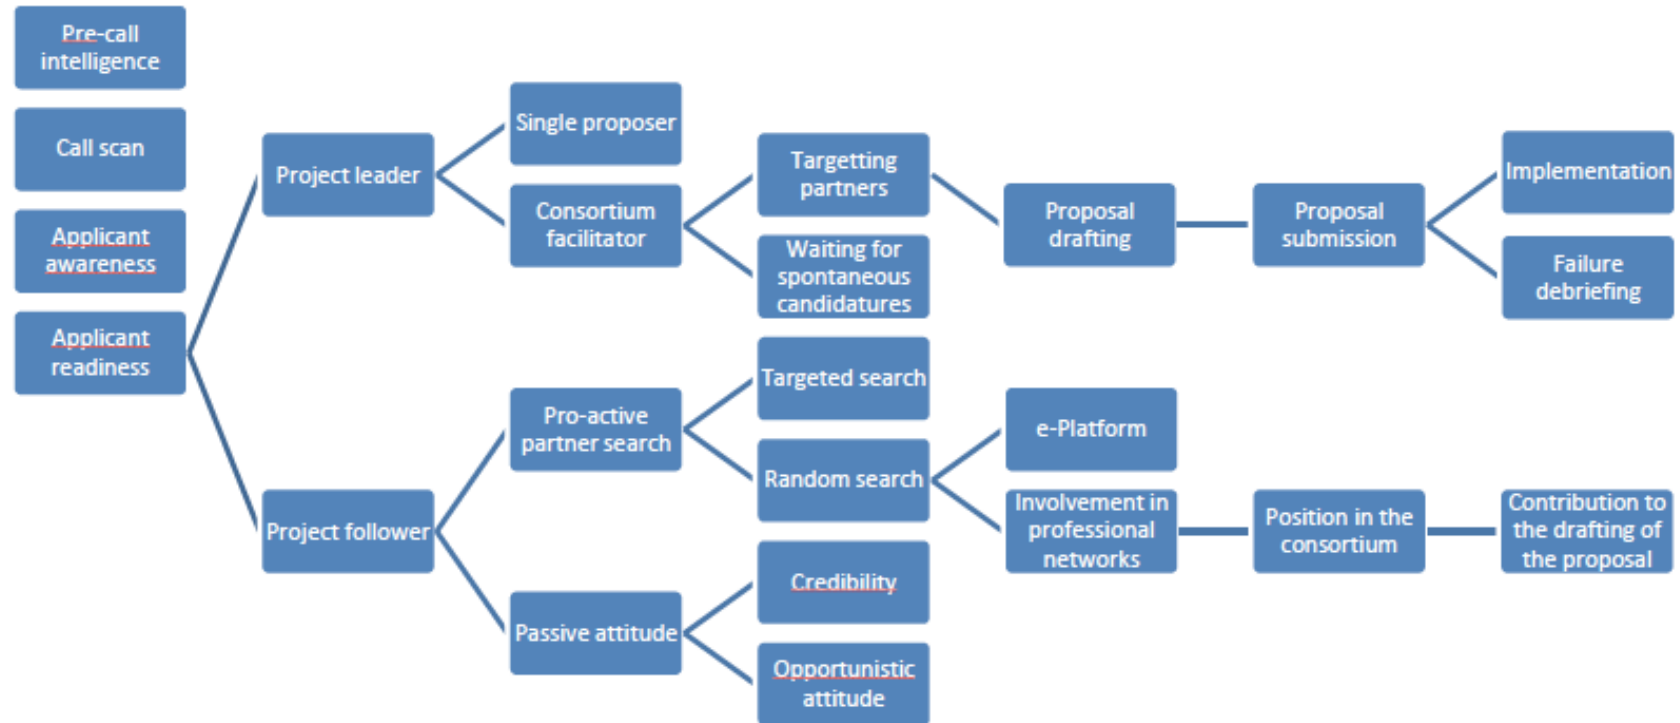 Pre-call
intelligence
Call scan
Applicant
awareness
Applicant
readiness
Project leader
Project follower
Single proposer
Consortium
facilitator
Pro-active
partner search
Passive attitude
Targetting
partners
Waiting for
spontaneous
candidatures
Targeted search
Random search
Credibility
Opportunistic
attitude
Proposal
drafting
e-Platform
Involvement in
professional
networks
Proposal
submission
Position in the
consortium
Implementation
Failure
debriefing
Contribution to
the drafting of
the proposal